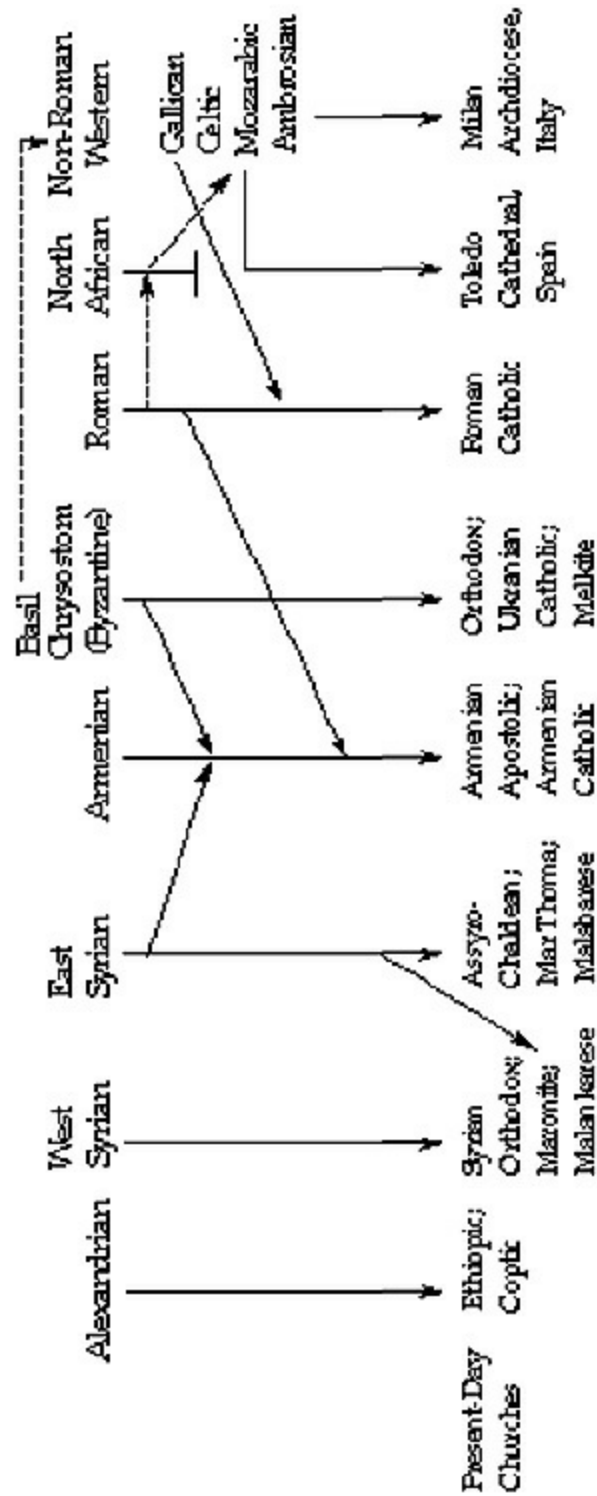 Alexandrian
West
Syrian
East
Syrian
Armenian
Basil
Chrysostom
(Byzantine)
Roman
North
African
Non-Roman
Western
Gallican
Celtic
Mozarabic
Ambrosian
Present-Day
Churches
Ethiopic;
Coptic
Syrian
Orthodox;
Maronite;
Malankarese
Assyro-
Chaldean;
Mar Thoma;
Malabarese
Armenian
Apostolic;
Armenian
Catholic
Orthodox;
Ukranian
Catholic;
Melkite
Roman
Catholic
Toledo
Cathedral,
Spain
Milan
Archdiocese,
Italy